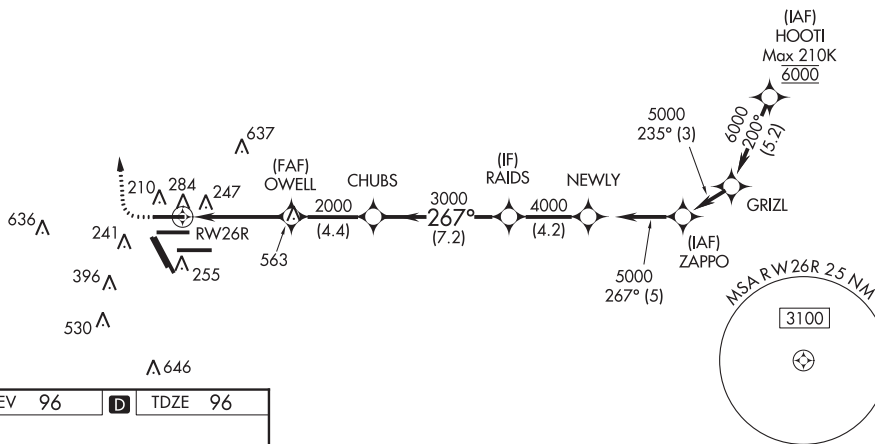 (IAF)
HOOTI
Max 210K
6000
6000
200°
(5.2)
5000
235° (3)
GRIZL
637
(FAF)
OWELL
CHUBS
(IF)
RAIDS
NEWLY
210
284
247
2000
(4.4)
3000
267°
(7.2)
4000
(4.2)
(IAF)
ZAPPO
636
241
RW26R
563
5000
267° (5)
396
255
530
646
MSA RW26R 25 NM
3100
EV 96
D
TDZE 96